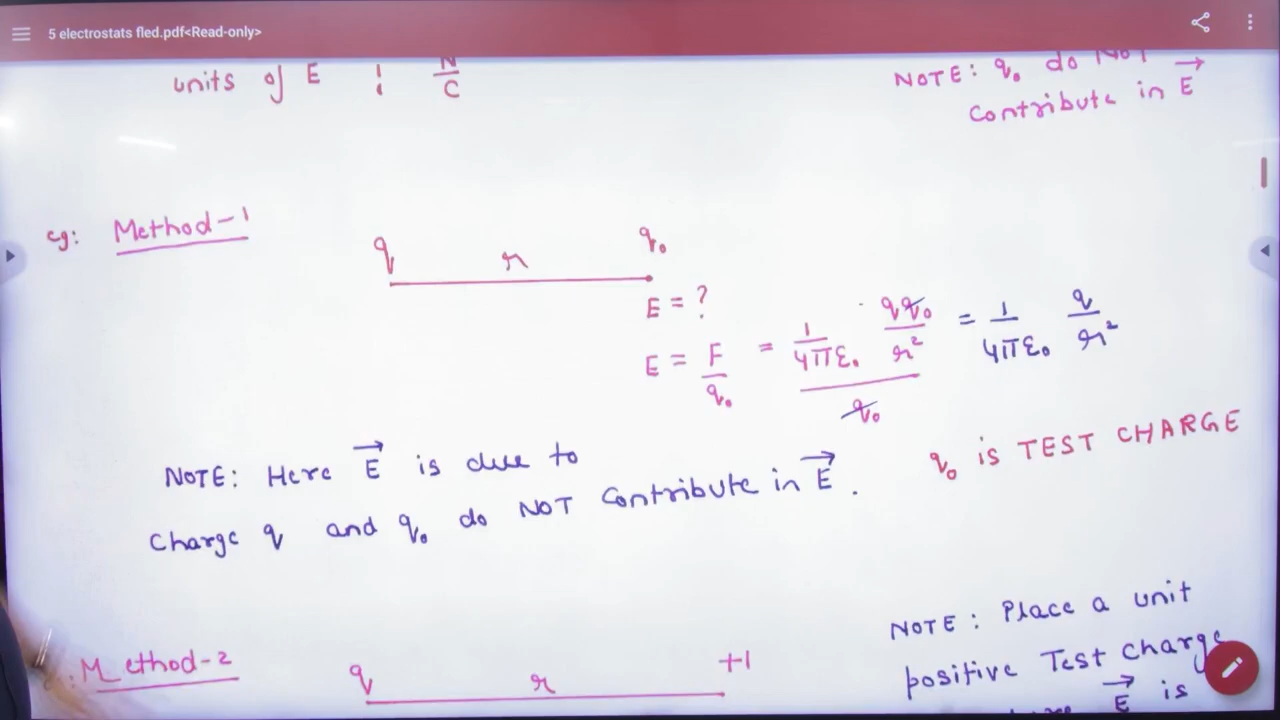 5 electrostats fled.pdf<Read-only>
units of E : N/C
NOTE: q₀ do NOT
Contribute in E⃗
eg: Method-1
q r q₀
E = ?
E = F/q₀ = (1/4πε₀ qq₀/r²)/q₀ = 1/4πε₀ q/r²
NOTE: Here E⃗ is due to
Charge q and q₀ do NOT Contribute in E⃗.
q₀ is TEST CHARGE
Method-2
q r +1
NOTE: Place a unit
positive Test charge
E⃗ is